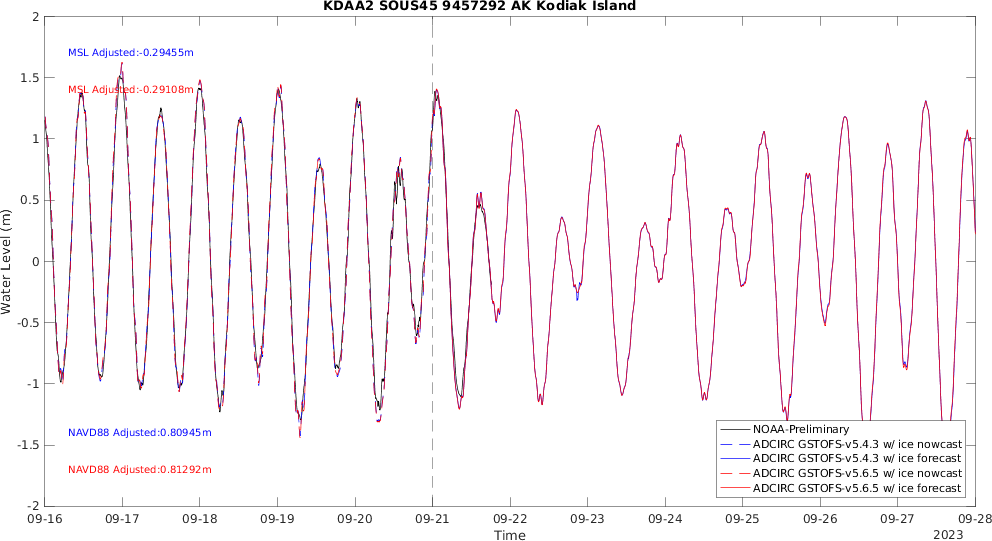 KDAA2 SOUS45 9457292 AK Kodiak Island
2
1.5
1
0.5
0
-0.5
-1
-1.5
-2
Water Level (m)
MSL Adjusted:-0.29455m
MSL Adjusted:-0.29108m
NAVD88 Adjusted:0.80945m
NAVD88 Adjusted:0.81292m
NOAA-Preliminary
ADCIRC GSTOFS-v5.4.3 w/ ice nowcast
ADCIRC GSTOFS-v5.4.3 w/ ice forecast
ADCIRC GSTOFS-v5.6.5 w/ ice nowcast
ADCIRC GSTOFS-v5.6.5 w/ ice forecast
09-16 09-17 09-18 09-19 09-20 09-21 09-22 09-23 09-24 09-25 09-26 09-27 09-28
Time
2023